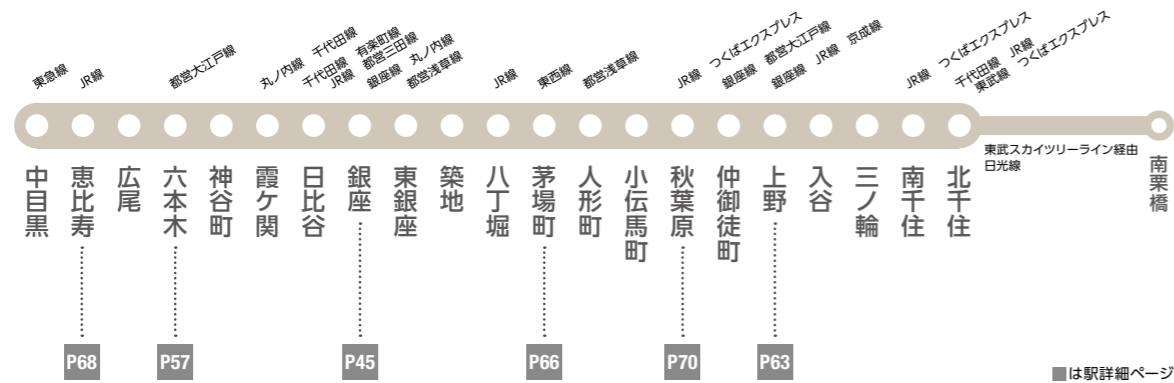 東急線
JR線
都営大江戸線
丸ノ内線 千代田線
千代田線 有楽町線
JR線 都営三田線
銀座線 丸ノ内線
都営浅草線
JR線
東西線
都営浅草線
JR線 つくばエクスプレス
銀座線 都営大江戸線
銀座線 JR線 京成線
JR線 つくばエクスプレス
千代田線 JR線
東武線 つくばエクスプレス
中目黒
恵比寿
広尾
六本木
神谷町
霞ケ関
日比谷
銀座
東銀座
築地
八丁堀
茅場町
人形町
小伝馬町
秋葉原
仲御徒町
上野
入谷
三ノ輪
南千住
北千住
東武スカイツリーライン経由
日光線
南栗橋
P68
P57
P45
P66
P70
P63
■は駅詳細ページ